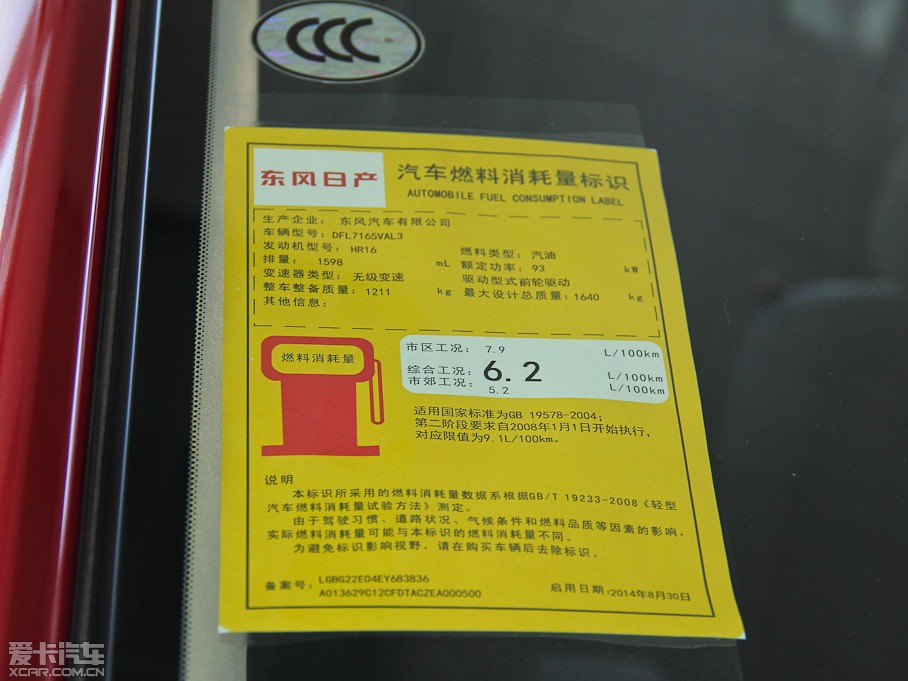 CCC
东风日产
汽车燃料消耗量标识
AUTOMOBILE FUEL CONSUMPTION LABEL
生产企业: 东风汽车有限公司
车辆型号: DFL7165VAL3
发动机型号: HR16 燃料类型: 汽油
排量: 1598 mL 额定功率: 93 kW
变速器类型: 无级变速 驱动型式前轮驱动
整车整备质量: 1211 kg 最大设计总质量: 1640 kg
其他信息:
燃料消耗量
市区工况: 7.9 L/100km
综合工况: 6.2 L/100km
市郊工况: 5.2 L/100km
适用国家标准为GB 19578-2004;
第二阶段要求自2008年1月1日开始执行,
对应限值为9.1L/100km。
说明
本标识所采用的燃料消耗量数据系根据GB/T 19233-2008《轻型
汽车燃料消耗量试验方法》测定。
由于驾驶习惯、道路状况、气候条件和燃料品质等因素的影响,
实际燃料消耗量可能与本标识的燃料消耗量不同。
为避免标识影响视野,请在购买车辆后去除标识。
备案号: LGBG22E04EY683836
A013629C12CFDTACZEA000500
启用日期:2014年8月30日
爱卡汽车
XCAR.COM.CN